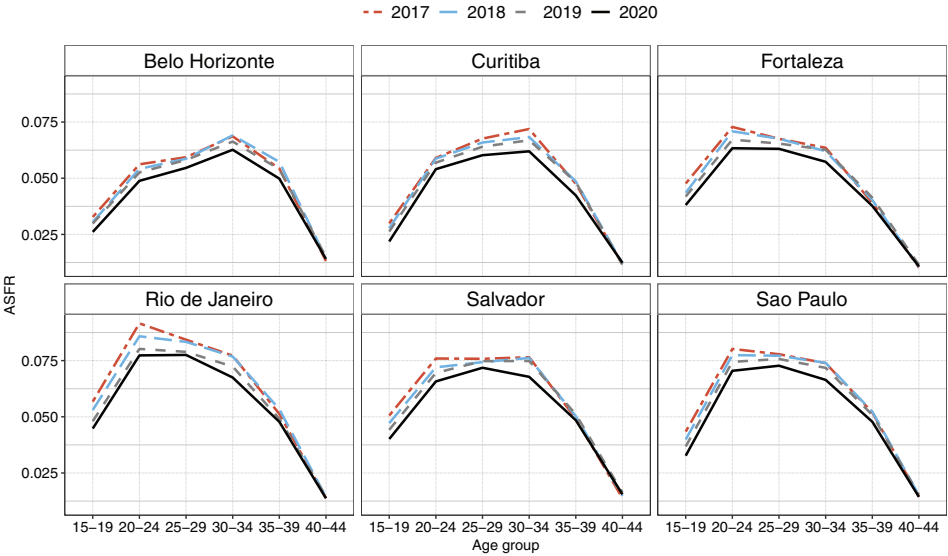 2017 2018 2019 2020
Belo Horizonte Curitiba Fortaleza
0.075
0.050
0.025
ASFR
Rio de Janeiro Salvador Sao Paulo
0.075
0.050
0.025
15–19 20–24 25–29 30–34 35–39 40–44 15–19 20–24 25–29 30–34 35–39 40–44 15–19 20–24 25–29 30–34 35–39 40–44
Age group